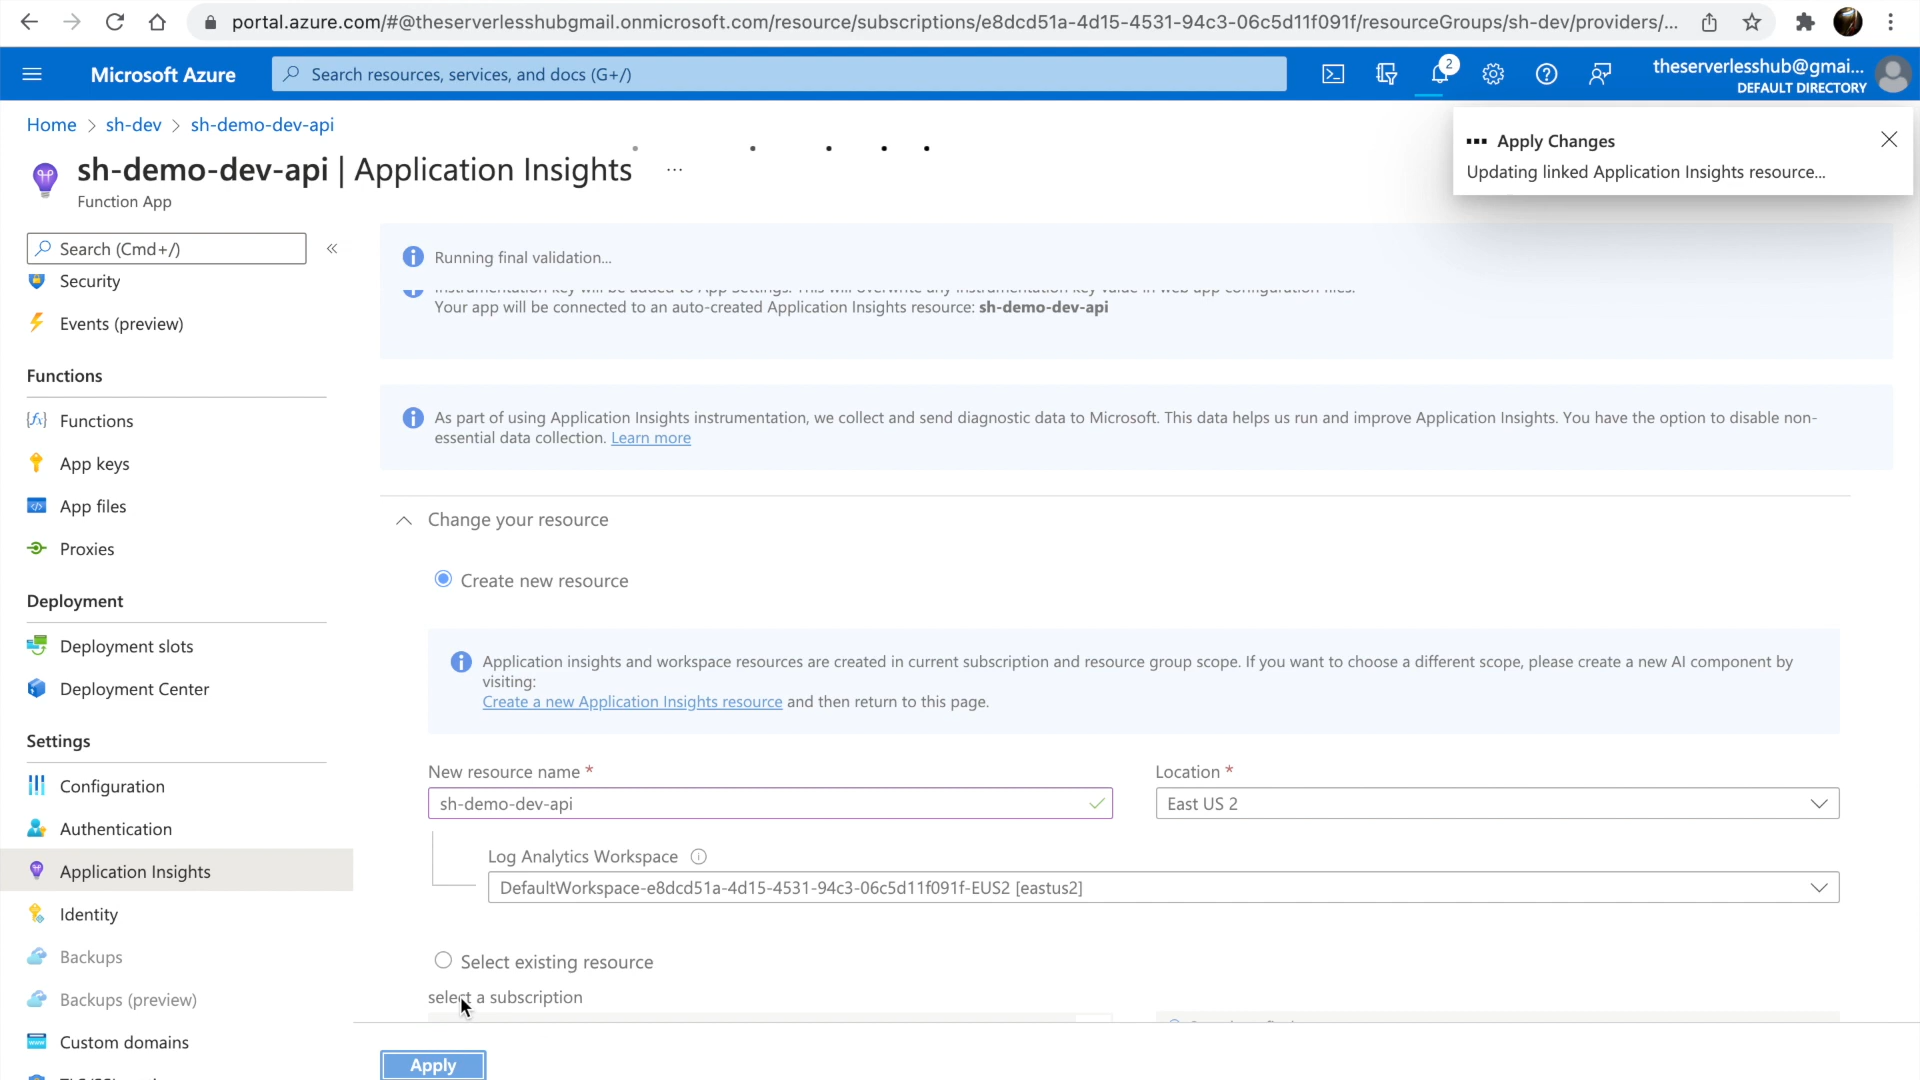 portal.azure.com/#@theserverlesshubgmail.onmicrosoft.com/resource/subscriptions/e8dcd51a-4d15-4531-94c3-06c5d11f091f/resourceGroups/sh-dev/providers/...
Microsoft Azure
Search resources, services, and docs (G+/)
2
theserverlesshub@gmai...
DEFAULT DIRECTORY
Home > sh-dev > sh-demo-dev-api
Apply Changes
Updating linked Application Insights resource...
sh-demo-dev-api | Application Insights ...
Function App
Search (Cmd+/)
Security
Events (preview)
Functions
Functions
App keys
App files
Proxies
Deployment
Deployment slots
Deployment Center
Settings
Configuration
Authentication
Application Insights
Identity
Backups
Backups (preview)
Custom domains
Running final validation...
Instrumentation key will be added to App Settings. This will overwrite any instrumentation key value in web app configuration files.
Your app will be connected to an auto-created Application Insights resource: sh-demo-dev-api
As part of using Application Insights instrumentation, we collect and send diagnostic data to Microsoft. This data helps us run and improve Application Insights. You have the option to disable non-
essential data collection. Learn more
Change your resource
Create new resource
Application insights and workspace resources are created in current subscription and resource group scope. If you want to choose a different scope, please create a new AI component by
visiting:
Create a new Application Insights resource and then return to this page.
New resource name *
sh-demo-dev-api
Location *
East US 2
Log Analytics Workspace
DefaultWorkspace-e8dcd51a-4d15-4531-94c3-06c5d11f091f-EUS2 [eastus2]
Select existing resource
select a subscription
Apply